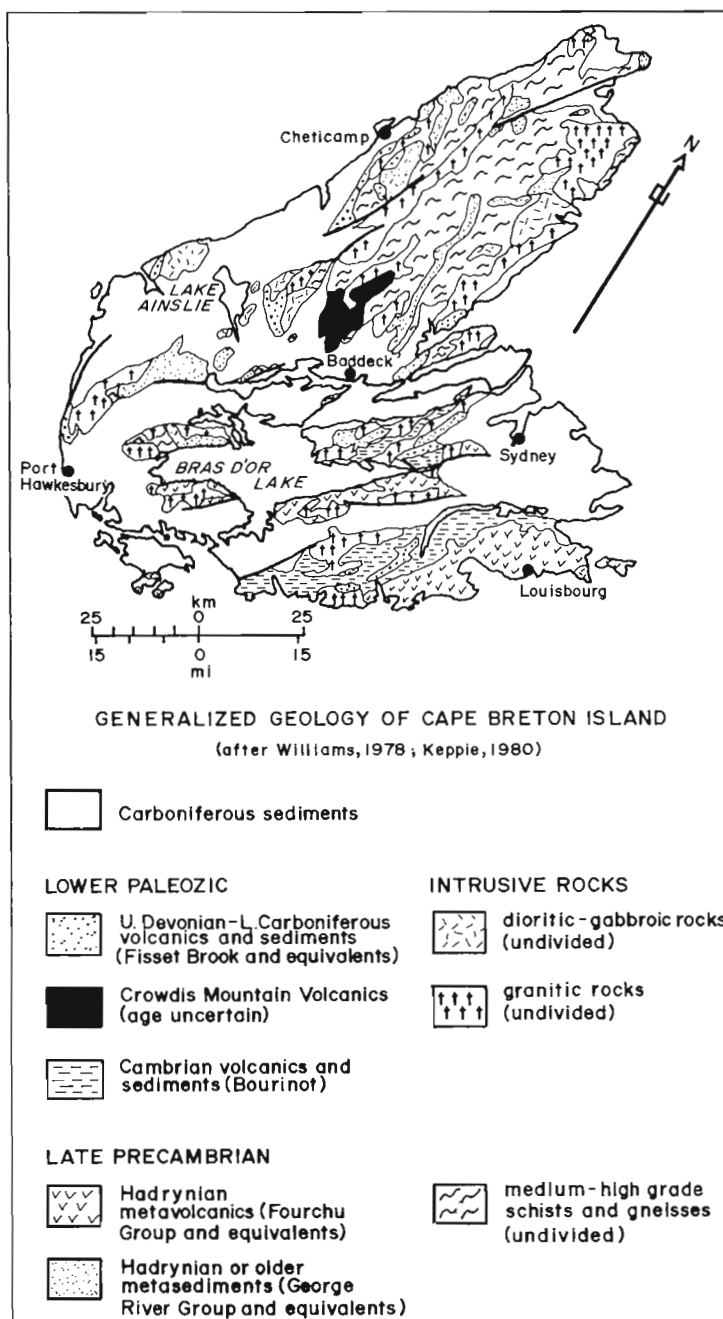 Cheticamp
N
LAKE
AINSLIE
Baddeck
Sydney
Port
Hawkesbury
BRAS D'OR
LAKE
Louisbourg
km
25 0 25
15 0 15
mi
GENERALIZED GEOLOGY OF CAPE BRETON ISLAND
(after Williams, 1978; Keppie, 1980)
Carboniferous sediments
LOWER PALEOZIC
U. Devonian-L. Carboniferous
volcanics and sediments
(Fisset Brook and equivalents)
Crowdis Mountain Volcanics
(age uncertain)
Cambrian volcanics and
sediments (Bourinot)
INTRUSIVE ROCKS
dioritic-gabbroic rocks
(undivided)
granitic rocks
(undivided)
LATE PRECAMBRIAN
Hadrynian
metavolcanics (Fourchu
Group and equivalents)
Hadrynian or older
metasediments (George
River Group and equivalents)
medium-high grade
schists and gneisses
(undivided)